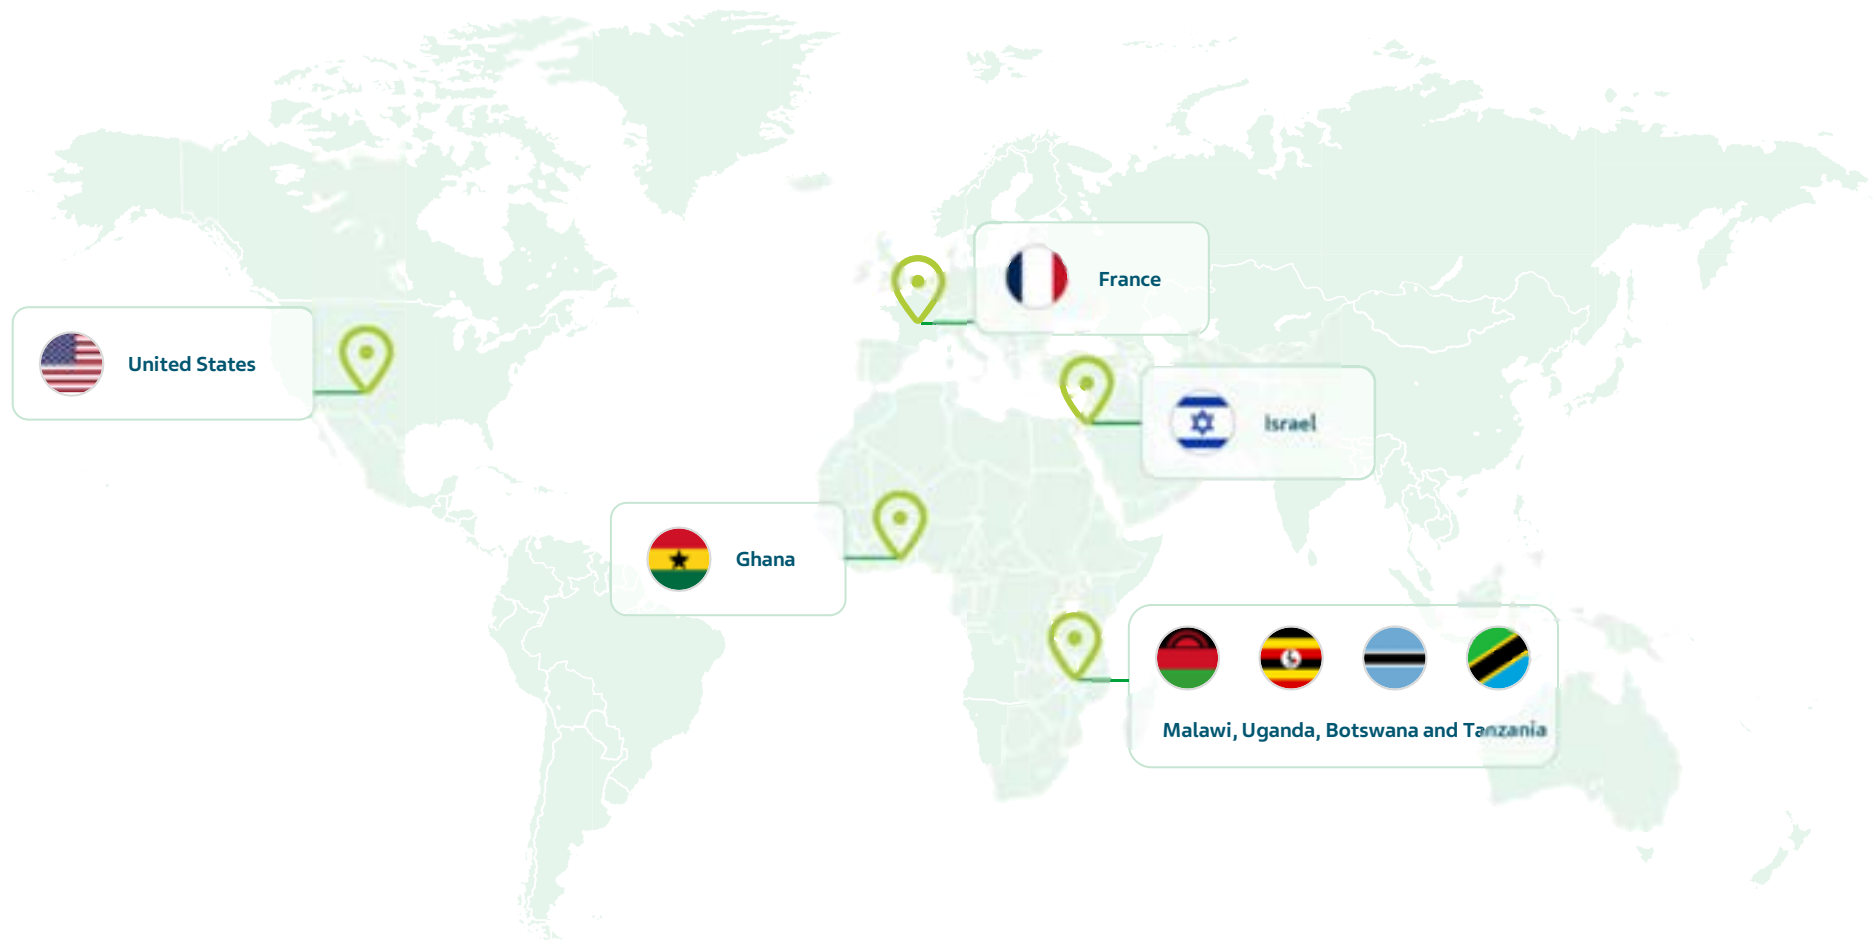 France
United States
Israel
Ghana
Malawi, Uganda, Botswana and Tanzania